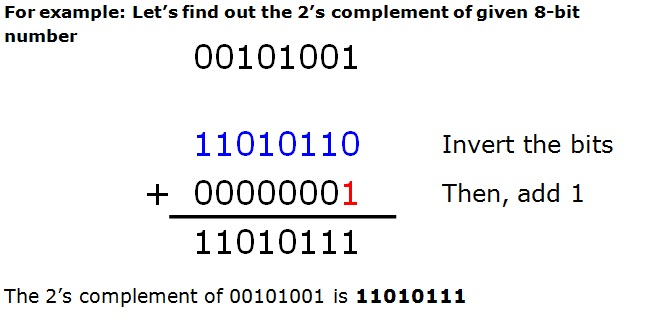 For example: Let’s find out the 2’s complement of given 8-bit
number
00101001
11010110 Invert the bits
+ 00000001 Then, add 1
11010111
The 2’s complement of 00101001 is 11010111